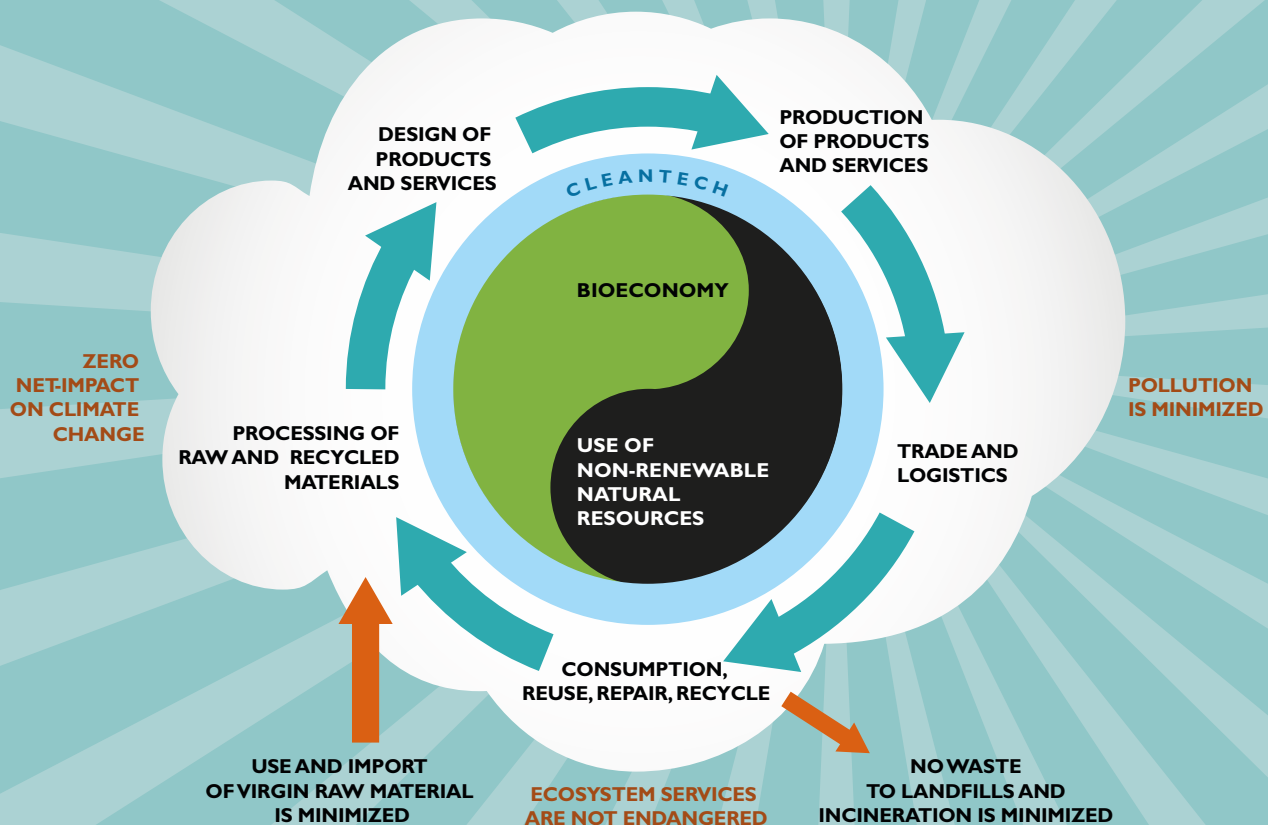 DESIGN OF
PRODUCTS
AND SERVICES
PRODUCTION
OF PRODUCTS
AND SERVICES
CLEANTECH
BIOECONOMY
USE OF
NON-RENEWABLE
NATURAL
RESOURCES
ZERO
NET-IMPACT
ON CLIMATE
CHANGE
POLLUTION
IS MINIMIZED
PROCESSING OF
RAW AND RECYCLED
MATERIALS
TRADE AND
LOGISTICS
CONSUMPTION,
REUSE, REPAIR, RECYCLE
USE AND IMPORT
OF VIRGIN RAW MATERIAL
IS MINIMIZED
ECOSYSTEM SERVICES
ARE NOT ENDANGERED
NO WASTE
TO LANDFILLS AND
INCINERATION IS MINIMIZED